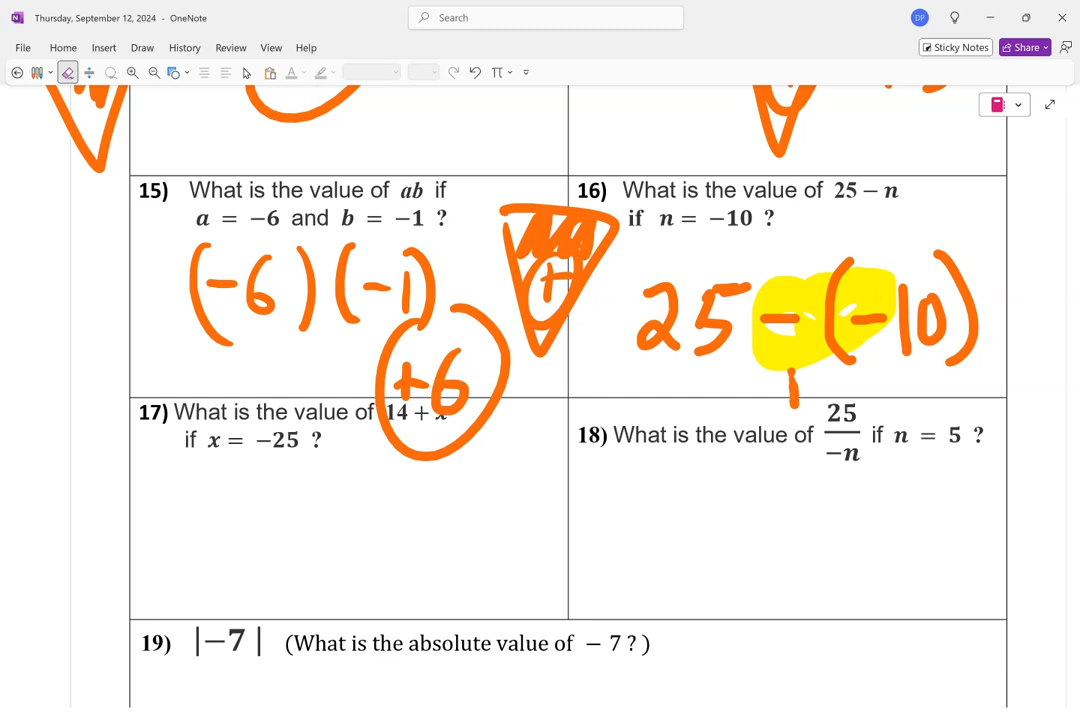 Thursday, September 12, 2024 - OneNote
Search
DP
File Home Insert Draw History Review View Help
Sticky Notes
Share
15) What is the value of ab if
a = −6 and b = −1 ?
(-6)(-1)
+6
+
16) What is the value of 25 − n
if n = −10 ?
25 - (-10)
17) What is the value of 14 + x
if x = −25 ?
18) What is the value of 25/−n if n = 5 ?
19) |−7| (What is the absolute value of − 7 ? )